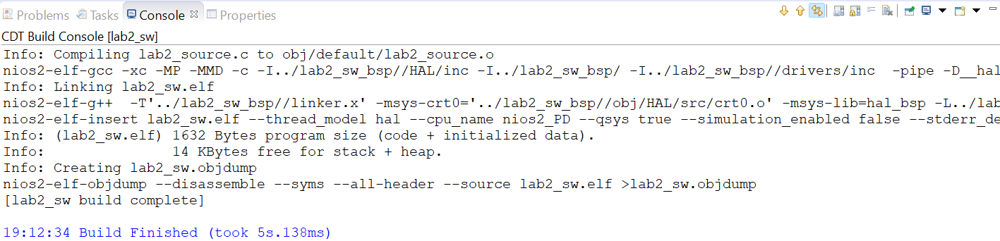 Problems Tasks Console Properties
CDT Build Console [lab2_sw]
Info: Compiling lab2_source.c to obj/default/lab2_source.o
nios2-elf-gcc -xc -MP -MMD -c -I../lab2_sw_bsp//HAL/inc -I../lab2_sw_bsp/ -I../lab2_sw_bsp//drivers/inc  -pipe -D__hal
Info: Linking lab2_sw.elf
nios2-elf-g++  -T'../lab2_sw_bsp//linker.x' -msys-crt0='../lab2_sw_bsp//obj/HAL/src/crt0.o' -msys-lib=hal_bsp -L../lab
nios2-elf-insert lab2_sw.elf --thread_model hal --cpu_name nios2_PD --qsys true --simulation_enabled false --stderr_de
Info: (lab2_sw.elf) 1632 Bytes program size (code + initialized data).
Info:               14 KBytes free for stack + heap.
Info: Creating lab2_sw.objdump
nios2-elf-objdump --disassemble --syms --all-header --source lab2_sw.elf >lab2_sw.objdump
[lab2_sw build complete]
19:12:34 Build Finished (took 5s.138ms)